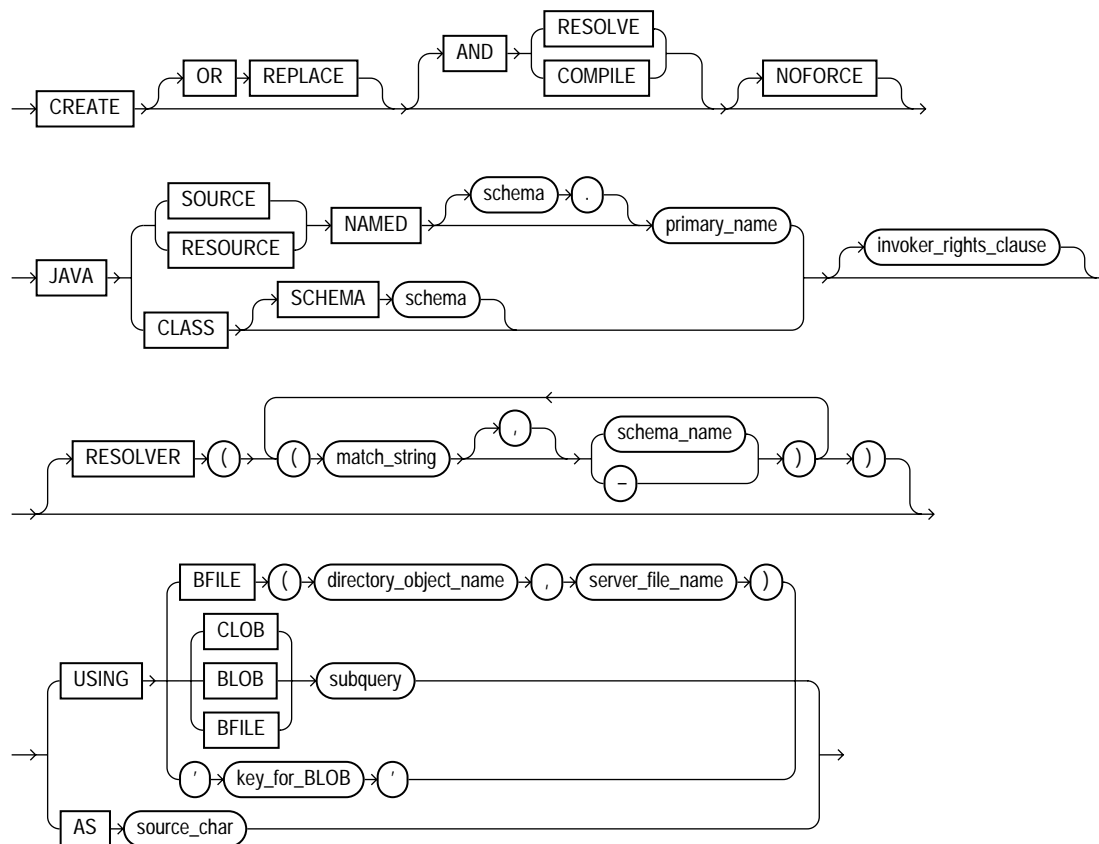 RESOLVE
OR REPLACE AND COMPILE NOFORCE
CREATE
SOURCE schema .
NAMED primary_name
RESOURCE invoker_rights_clause
JAVA
SCHEMA schema
CLASS
, schema_name
RESOLVER ( ( match_string ) )
–
BFILE ( directory_object_name , server_file_name )
CLOB
USING BLOB subquery
BFILE
' key_for_BLOB '
AS source_char